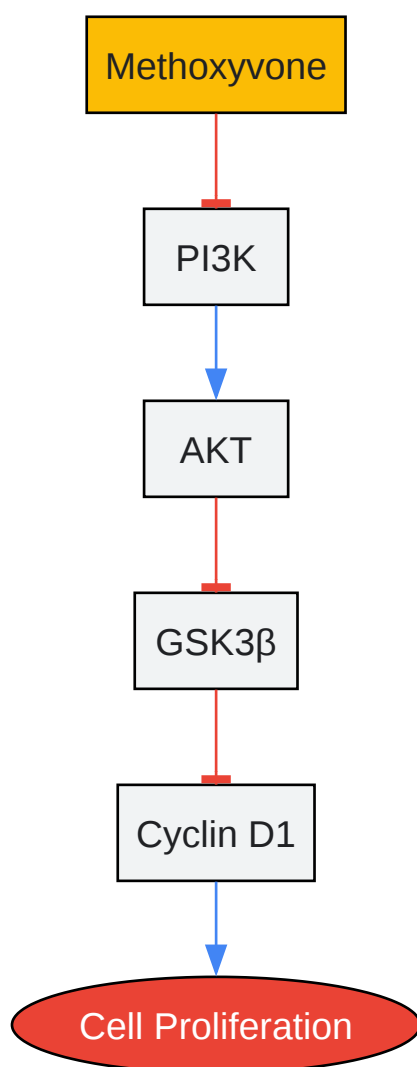 Methoxyvone
PI3K
AKT
GSK3β
Cyclin D1
Cell Proliferation